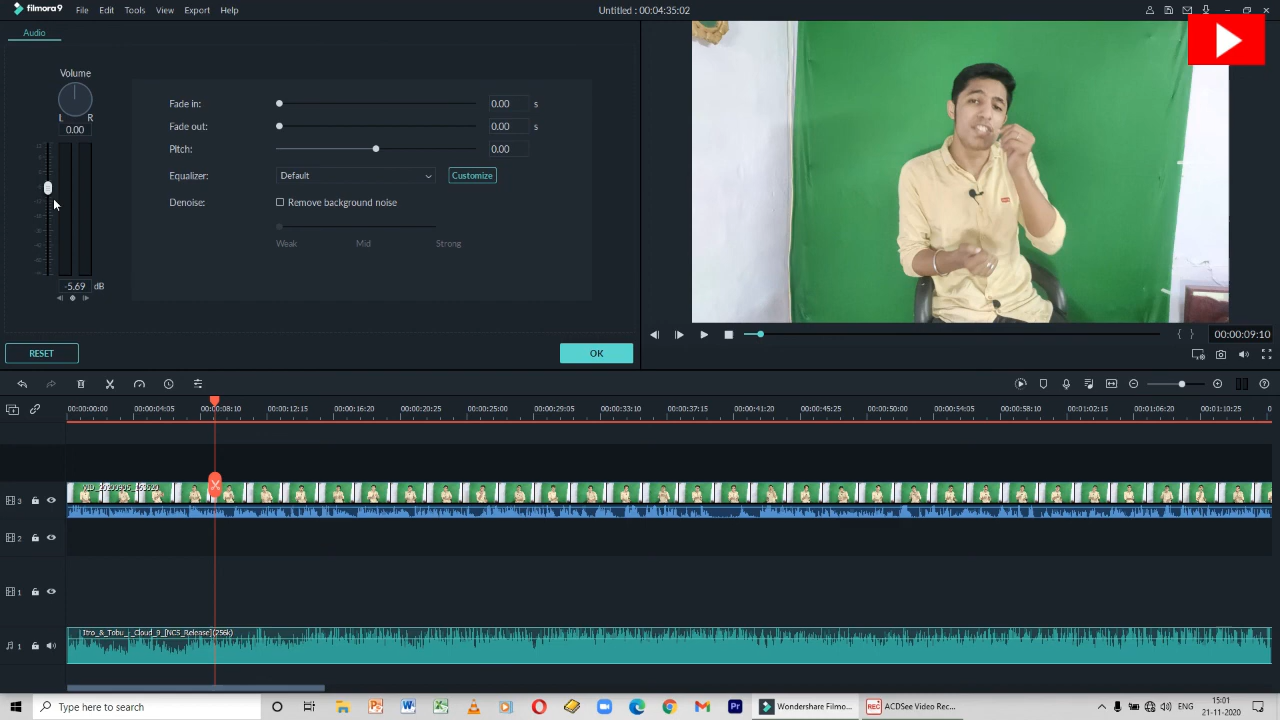 filmora9 File Edit Tools View Export Help Untitled : 00:04:35:02
Audio
Volume
L R
0.00
Fade in: 0.00 s
Fade out: 0.00 s
Pitch: 0.00
Equalizer: Default Customize
Denoise: Remove background noise
Weak Mid Strong
-5.69 dB
RESET OK
00:00:09:10
00:00:00:00 00:00:04:05 00:00:08:10 00:00:12:15 00:00:16:20 00:00:20:25 00:00:25:00 00:00:29:05 00:00:33:10 00:00:37:15 00:00:41:20 00:00:45:25 00:00:50:00 00:00:54:05 00:00:58:10 00:01:02:15 00:01:06:20 00:01:10:25
3
2
1
Itro_&_Tobu_-_Cloud_9_[NCS_Release](256k)
1
Type here to search
Wondershare Filmo...
REC ACDSee Video Rec...
ENG
15:01
21-11-2020